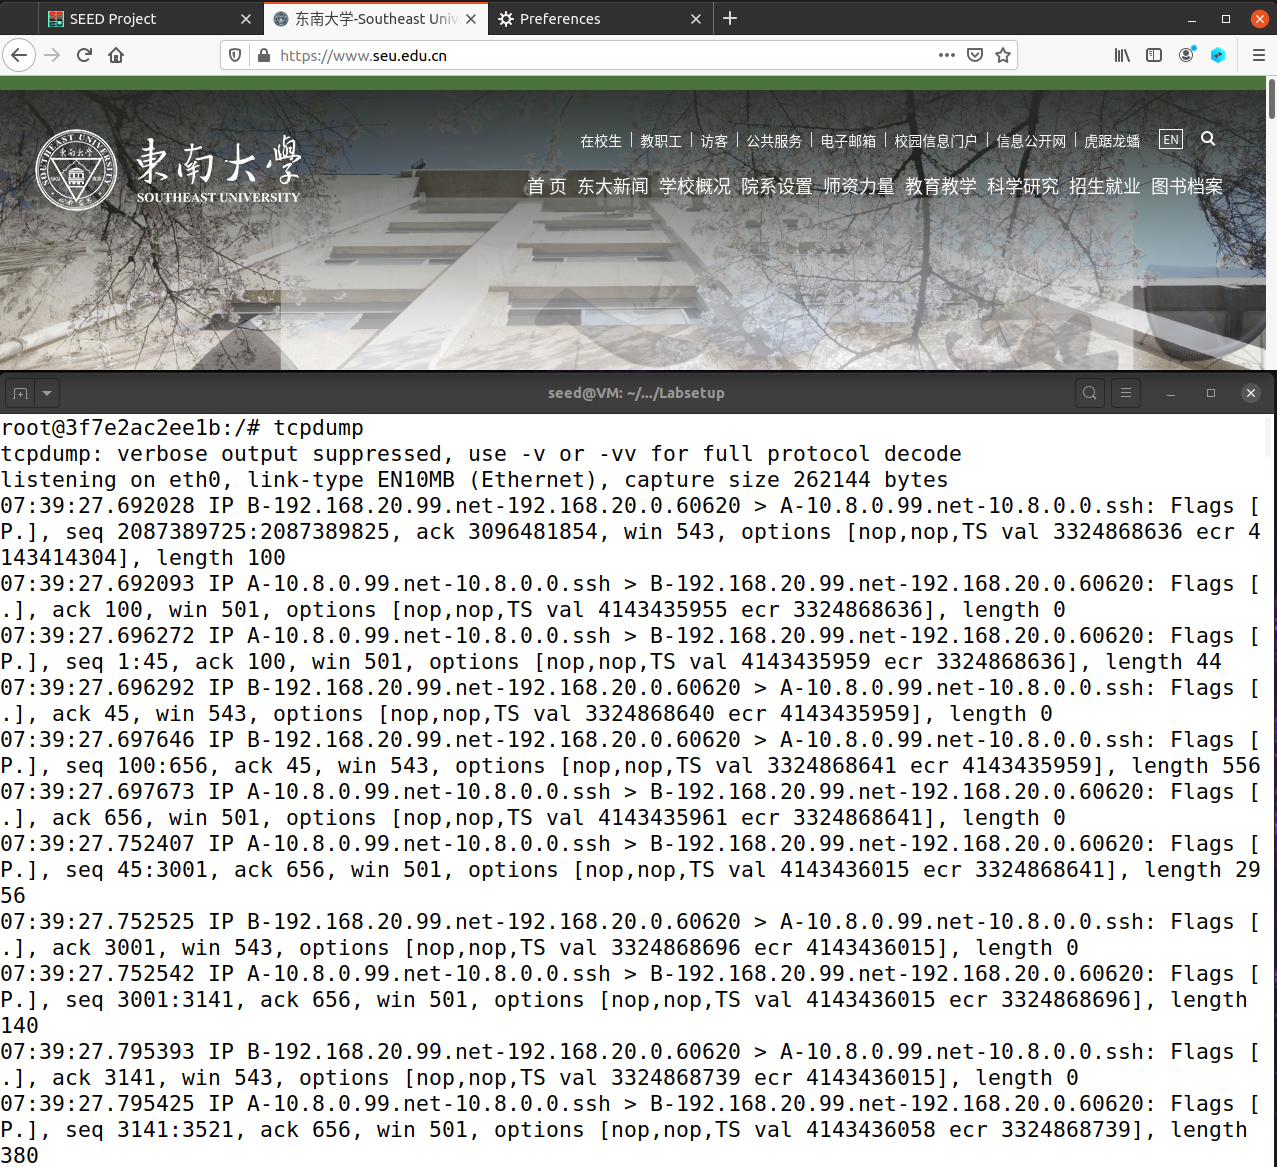 SEED Project
东南大学-Southeast Univ
Preferences
https://www.seu.edu.cn
在校生 | 教职工 | 访客 | 公共服务 | 电子邮箱 | 校园信息门户 | 信息公开网 | 虎踞龙蟠 EN
東南大學
SOUTHEAST UNIVERSITY
首 页 东大新闻 学校概况 院系设置 师资力量 教育教学 科学研究 招生就业 图书档案
seed@VM: ~/.../Labsetup
root@3f7e2ac2ee1b:/# tcpdump
tcpdump: verbose output suppressed, use -v or -vv for full protocol decode
listening on eth0, link-type EN10MB (Ethernet), capture size 262144 bytes
07:39:27.692028 IP B-192.168.20.99.net-192.168.20.0.60620 > A-10.8.0.99.net-10.8.0.0.ssh: Flags [
P.], seq 2087389725:2087389825, ack 3096481854, win 543, options [nop,nop,TS val 3324868636 ecr 4
143414304], length 100
07:39:27.692093 IP A-10.8.0.99.net-10.8.0.0.ssh > B-192.168.20.99.net-192.168.20.0.60620: Flags [
.], ack 100, win 501, options [nop,nop,TS val 4143435955 ecr 3324868636], length 0
07:39:27.696272 IP A-10.8.0.99.net-10.8.0.0.ssh > B-192.168.20.99.net-192.168.20.0.60620: Flags [
P.], seq 1:45, ack 100, win 501, options [nop,nop,TS val 4143435959 ecr 3324868636], length 44
07:39:27.696292 IP B-192.168.20.99.net-192.168.20.0.60620 > A-10.8.0.99.net-10.8.0.0.ssh: Flags [
.], ack 45, win 543, options [nop,nop,TS val 3324868640 ecr 4143435959], length 0
07:39:27.697646 IP B-192.168.20.99.net-192.168.20.0.60620 > A-10.8.0.99.net-10.8.0.0.ssh: Flags [
P.], seq 100:656, ack 45, win 543, options [nop,nop,TS val 3324868641 ecr 4143435959], length 556
07:39:27.697673 IP A-10.8.0.99.net-10.8.0.0.ssh > B-192.168.20.99.net-192.168.20.0.60620: Flags [
.], ack 656, win 501, options [nop,nop,TS val 4143435961 ecr 3324868641], length 0
07:39:27.752407 IP A-10.8.0.99.net-10.8.0.0.ssh > B-192.168.20.99.net-192.168.20.0.60620: Flags [
P.], seq 45:3001, ack 656, win 501, options [nop,nop,TS val 4143436015 ecr 3324868641], length 29
56
07:39:27.752525 IP B-192.168.20.99.net-192.168.20.0.60620 > A-10.8.0.99.net-10.8.0.0.ssh: Flags [
.], ack 3001, win 543, options [nop,nop,TS val 3324868696 ecr 4143436015], length 0
07:39:27.752542 IP A-10.8.0.99.net-10.8.0.0.ssh > B-192.168.20.99.net-192.168.20.0.60620: Flags [
P.], seq 3001:3141, ack 656, win 501, options [nop,nop,TS val 4143436015 ecr 3324868696], length
140
07:39:27.795393 IP B-192.168.20.99.net-192.168.20.0.60620 > A-10.8.0.99.net-10.8.0.0.ssh: Flags [
.], ack 3141, win 543, options [nop,nop,TS val 3324868739 ecr 4143436015], length 0
07:39:27.795425 IP A-10.8.0.99.net-10.8.0.0.ssh > B-192.168.20.99.net-192.168.20.0.60620: Flags [
P.], seq 3141:3521, ack 656, win 501, options [nop,nop,TS val 4143436058 ecr 3324868739], length
380